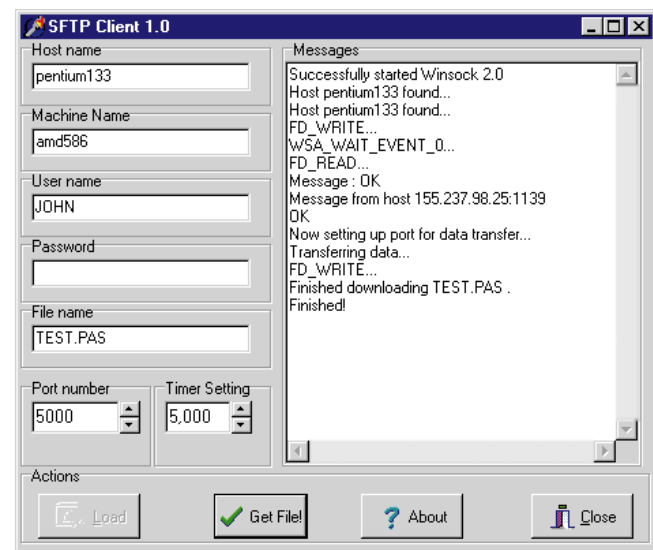 SFTP Client 1.0
Host name
pentium133
Machine Name
amd586
User name
JOHN
Password
File name
TEST.PAS
Port number
5000
Timer Setting
5,000
Messages
Successfully started Winsock 2.0
Host pentium133 found...
Host pentium133 found...
FD_WRITE...
WSA_WAIT_EVENT_0...
FD_READ...
Message : OK
Message from host 155.237.98.25:1139
OK
Now setting up port for data transfer...
Transferring data...
FD_WRITE...
Finished downloading TEST.PAS .
Finished!
Actions
Load
Get File!
About
Close